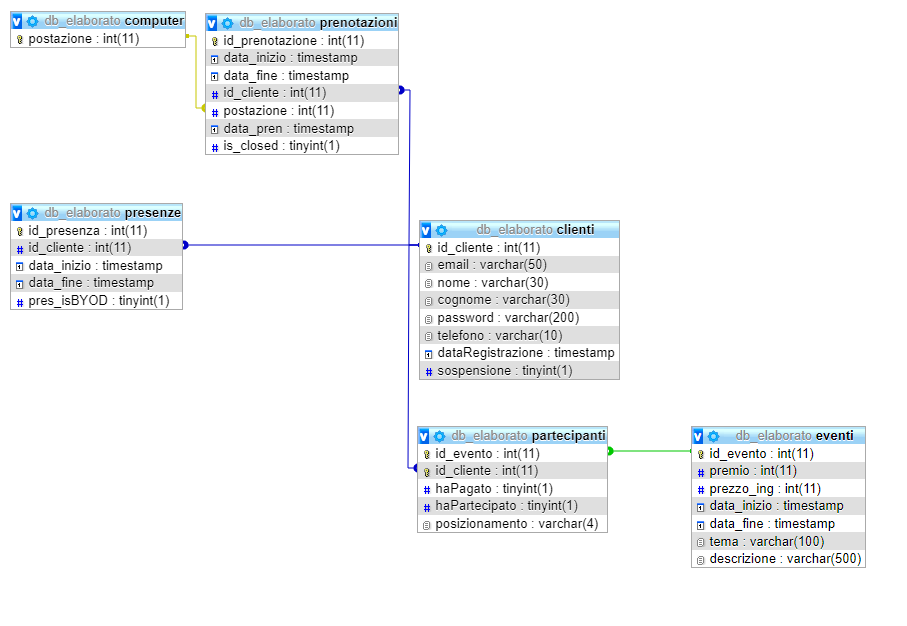 db_elaborato computer
postazione : int(11)
db_elaborato prenotazioni
id_prenotazione : int(11)
data_inizio : timestamp
data_fine : timestamp
id_cliente : int(11)
postazione : int(11)
data_pren : timestamp
is_closed : tinyint(1)
db_elaborato presenze
id_presenza : int(11)
id_cliente : int(11)
data_inizio : timestamp
data_fine : timestamp
pres_isBYOD : tinyint(1)
db_elaborato clienti
id_cliente : int(11)
email : varchar(50)
nome : varchar(30)
cognome : varchar(30)
password : varchar(200)
telefono : varchar(10)
dataRegistrazione : timestamp
sospensione : tinyint(1)
db_elaborato partecipanti
id_evento : int(11)
id_cliente : int(11)
haPagato : tinyint(1)
haPartecipato : tinyint(1)
posizionamento : varchar(4)
db_elaborato eventi
id_evento : int(11)
premio : int(11)
prezzo_ing : int(11)
data_inizio : timestamp
data_fine : timestamp
tema : varchar(100)
descrizione : varchar(500)